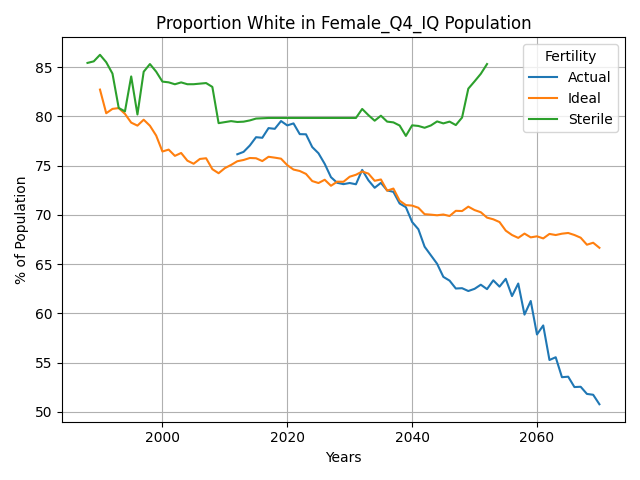 Proportion White in Female_Q4_IQ Population
% of Population
85
80
75
70
65
60
55
50
2000
2020
2040
2060
Years
Fertility
Actual
Ideal
Sterile